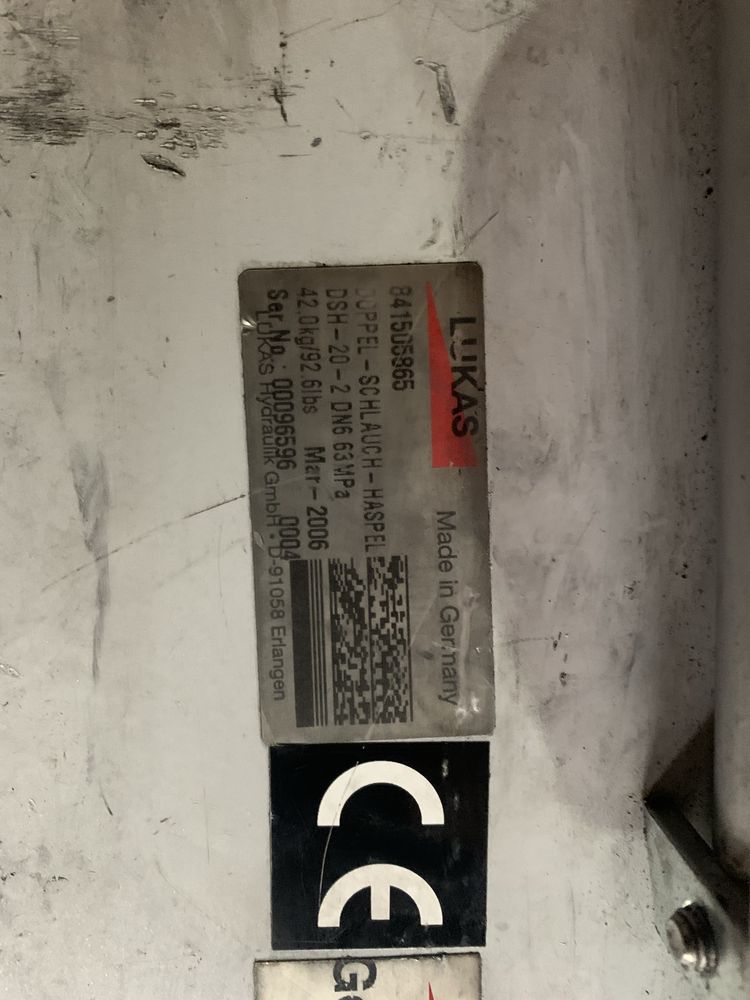 LUKAS
Made in Germany
841505865
DOPPEL-SCHLAUCH-HASPEL
DSH-20-2 DN6 63MPa
42,0kg/92.6lbs Mar-2006
Ser.No.: 00096596 0004
LUKAS Hydraulik GmbH • D-91058 Erlangen
CE